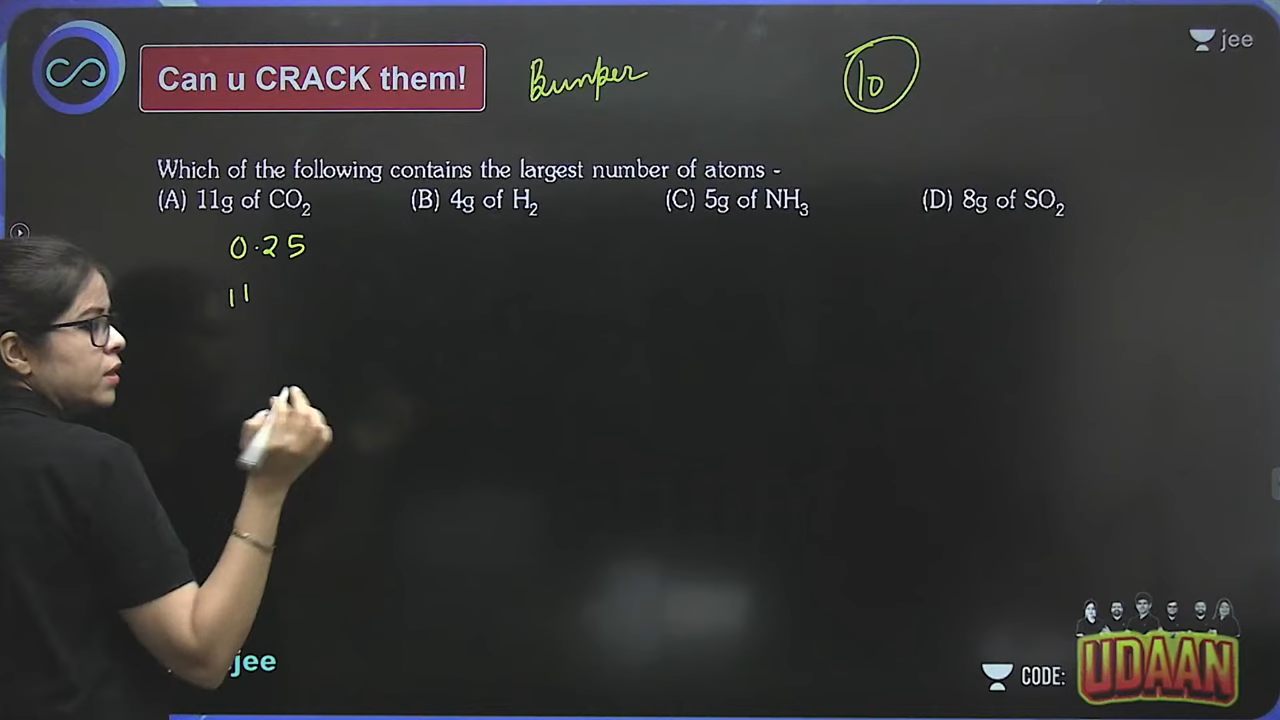 Can u CRACK them!
Bumper
10
jee
Which of the following contains the largest number of atoms -
(A) 11g of CO2 (B) 4g of H2 (C) 5g of NH3 (D) 8g of SO2
0.25
11
jee
CODE:
UDAAN